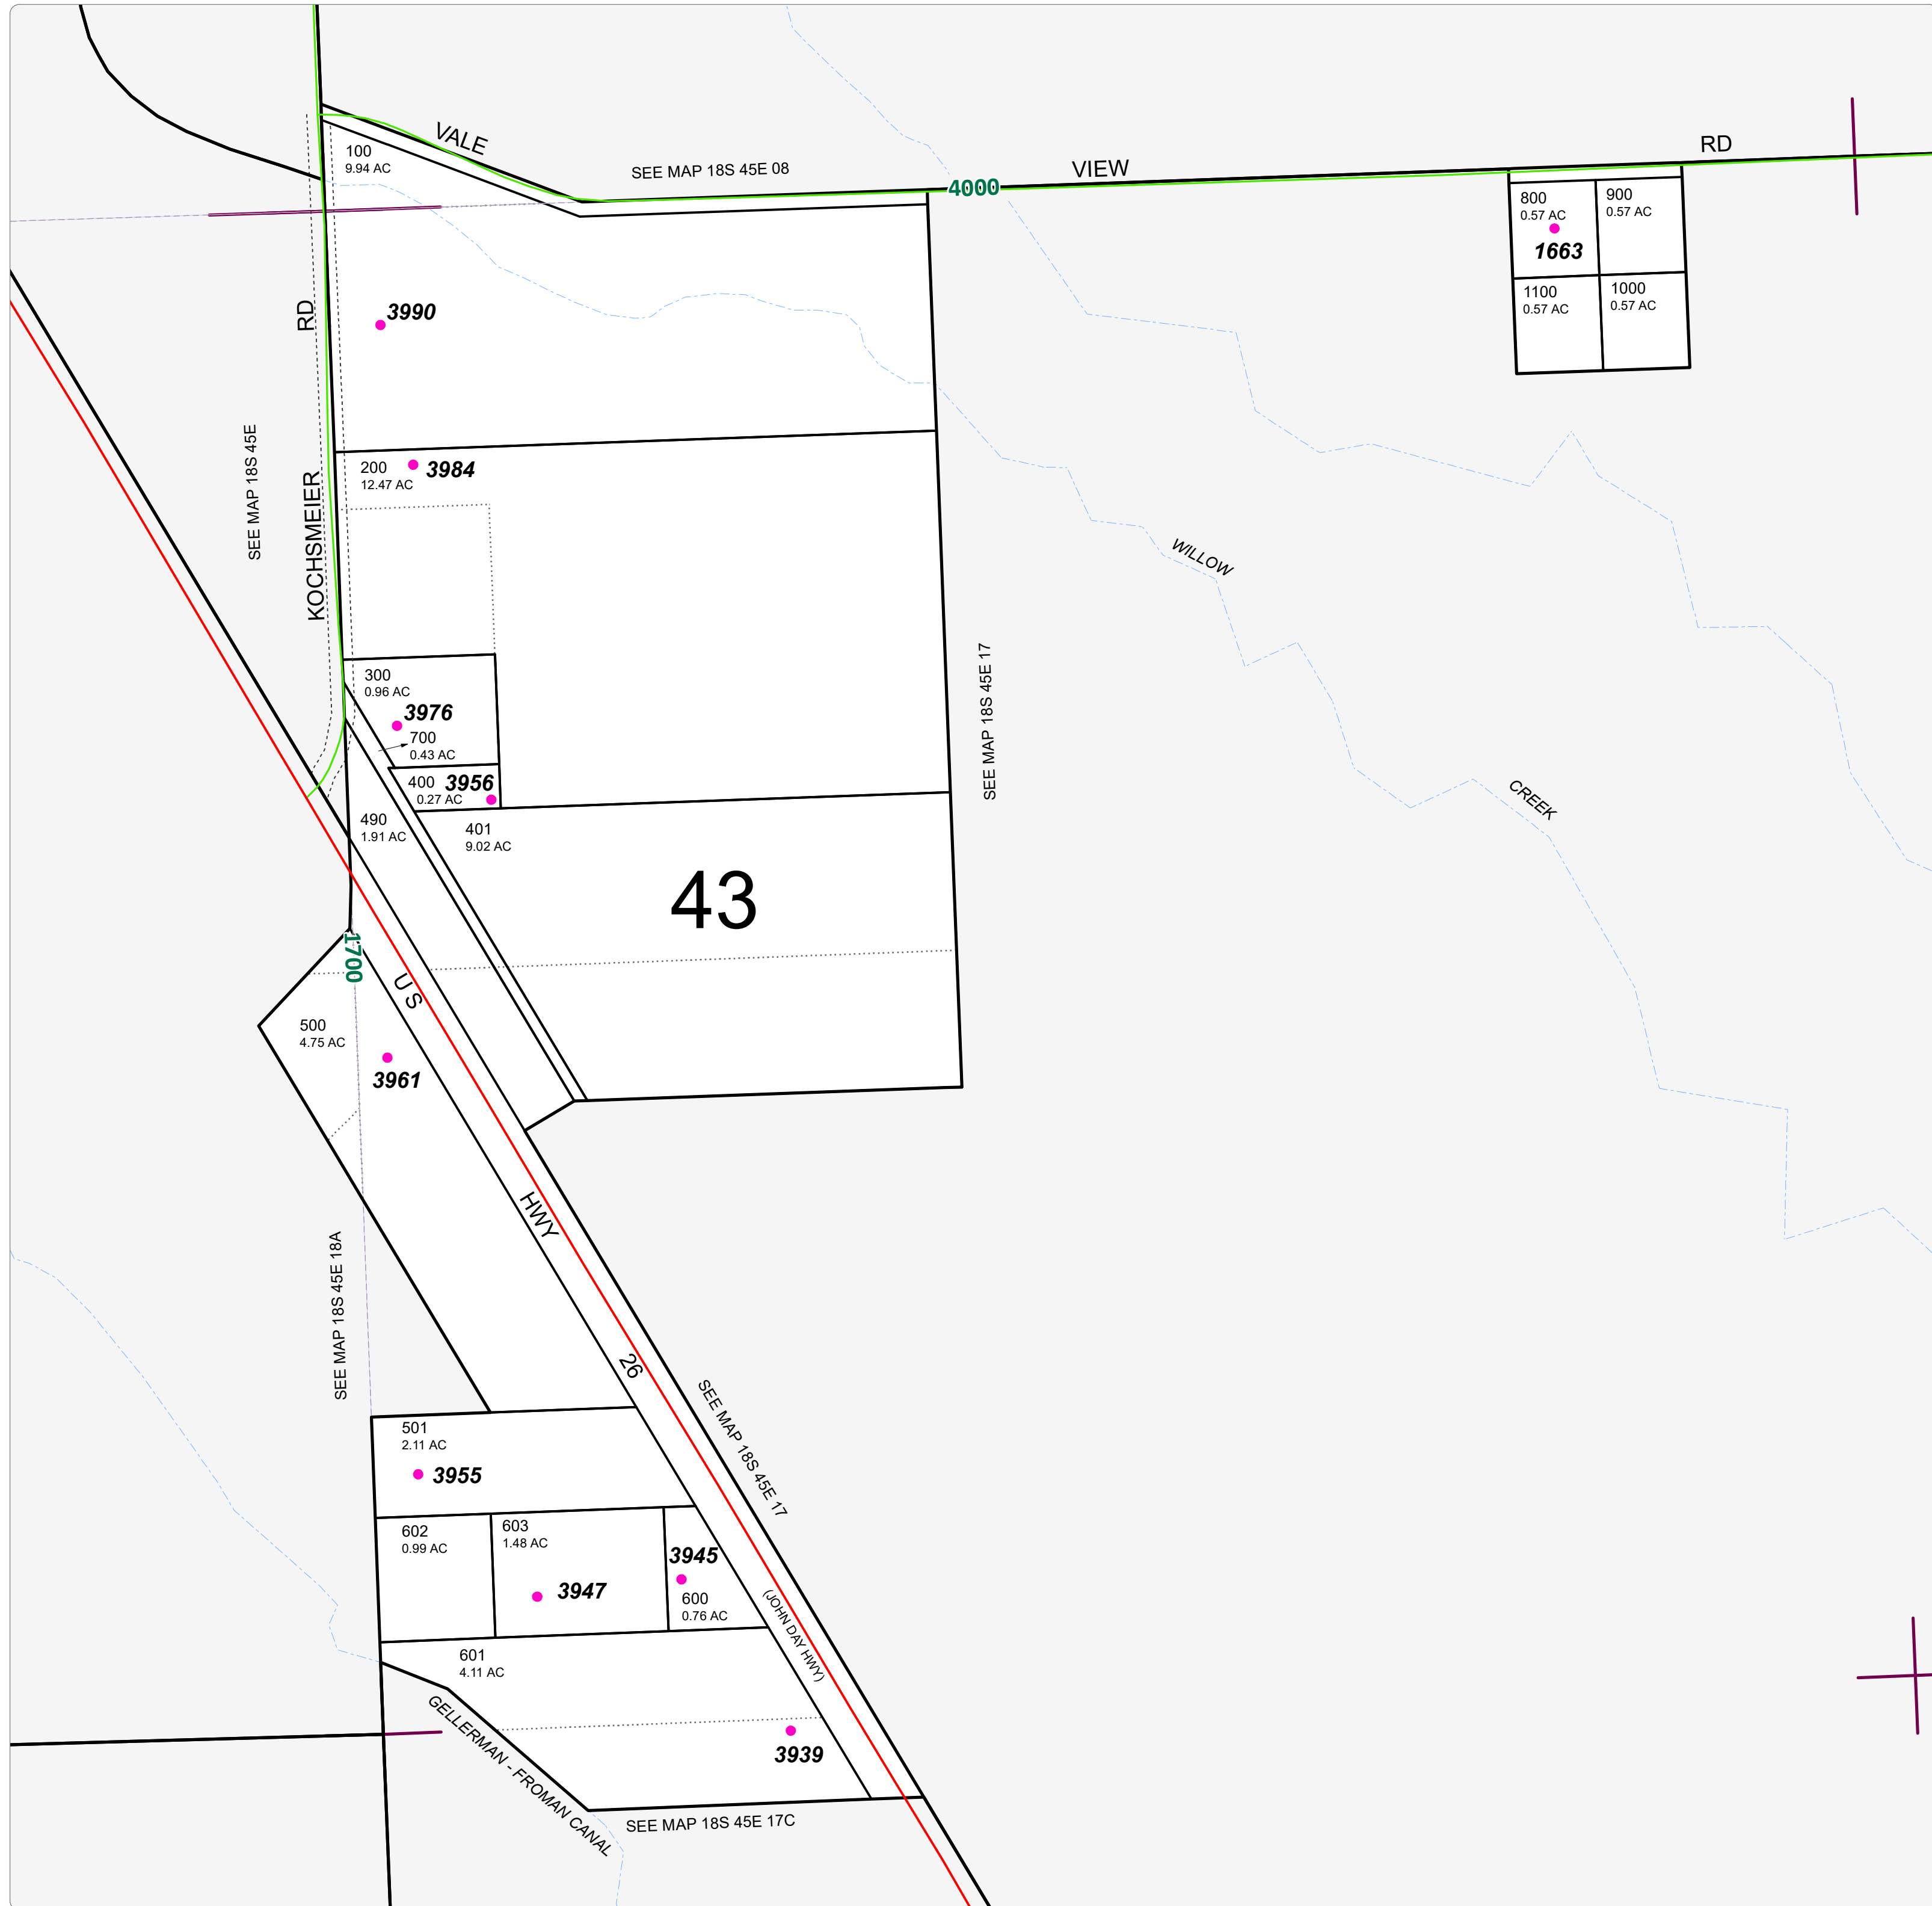 VALE
VIEW
RD
100
9.94 AC
SEE MAP 18S 45E 08
4000
800
0.57 AC
1663
900
0.57 AC
1100
0.57 AC
1000
0.57 AC
3990
RD
KOCHSMEIER
SEE MAP 18S 45E
200
12.47 AC
3984
WILLOW
CREEK
SEE MAP 18S 45E 17
300
0.96 AC
3976
700
0.43 AC
400
0.27 AC
3956
490
1.91 AC
401
9.02 AC
43
1700
US
HWY
26
(JOHN DAY HWY)
500
4.75 AC
3961
SEE MAP 18S 45E 18A
SEE MAP 18S 45E 17
501
2.11 AC
3955
602
0.99 AC
603
1.48 AC
3947
3945
600
0.76 AC
601
4.11 AC
3939
GELLERMAN - FROMAN CANAL
SEE MAP 18S 45E 17C